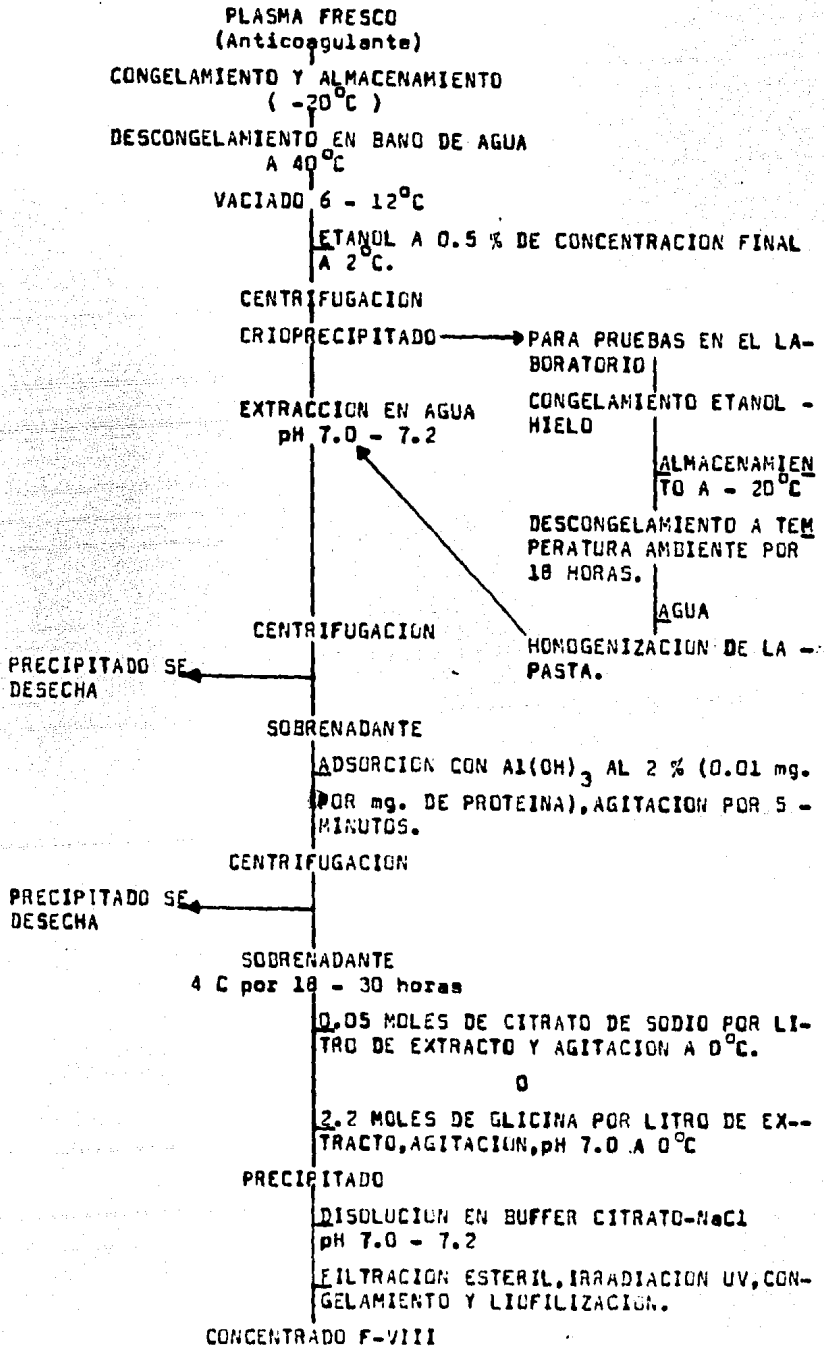 PLASMA FRESCO
(Anticoagulante)
CONGELAMIENTO Y ALMACENAMIENTO
( -20°C )
DESCONGELAMIENTO EN BANO DE AGUA
A 40°C
VACIADO 6 - 12°C
ETANOL A 0.5 % DE CONCENTRACION FINAL
A 2°C.
CENTRIFUGACION
CRIOPRECIPITADO
PARA PRUEBAS EN EL LA-
BORATORIO
CONGELAMIENTO ETANOL -
HIELO
ALMACENAMIEN
TO A - 20°C
DESCONGELAMIENTO A TEM
PERATURA AMBIENTE POR
18 HORAS.
AGUA
HOMOGENIZACION DE LA -
PASTA.
EXTRACCION EN AGUA
pH 7.0 - 7.2
CENTRIFUGACION
PRECIPITADO SE
DESECHA
SOBRENADANTE
ADSORCION CON Al(OH)3 AL 2 % (0.01 mg.
POR mg. DE PROTEINA),AGITACION POR 5 -
MINUTOS.
CENTRIFUGACION
PRECIPITADO SE
DESECHA
SOBRENADANTE
4 C por 18 - 30 horas
0.05 MOLES DE CITRATO DE SODIO POR LI-
TRO DE EXTRACTO Y AGITACION A 0°C.
O
2.2 MOLES DE GLICINA POR LITRO DE EX--
TRACTO,AGITACION,pH 7.0 A 0°C
PRECIPITADO
DISOLUCION EN BUFFER CITRATO-NaCl
pH 7.0 - 7.2
FILTRACION ESTERIL,IRRADIACION UV,CON-
GELAMIENTO Y LIOFILIZACION.
CONCENTRADO F-VIII